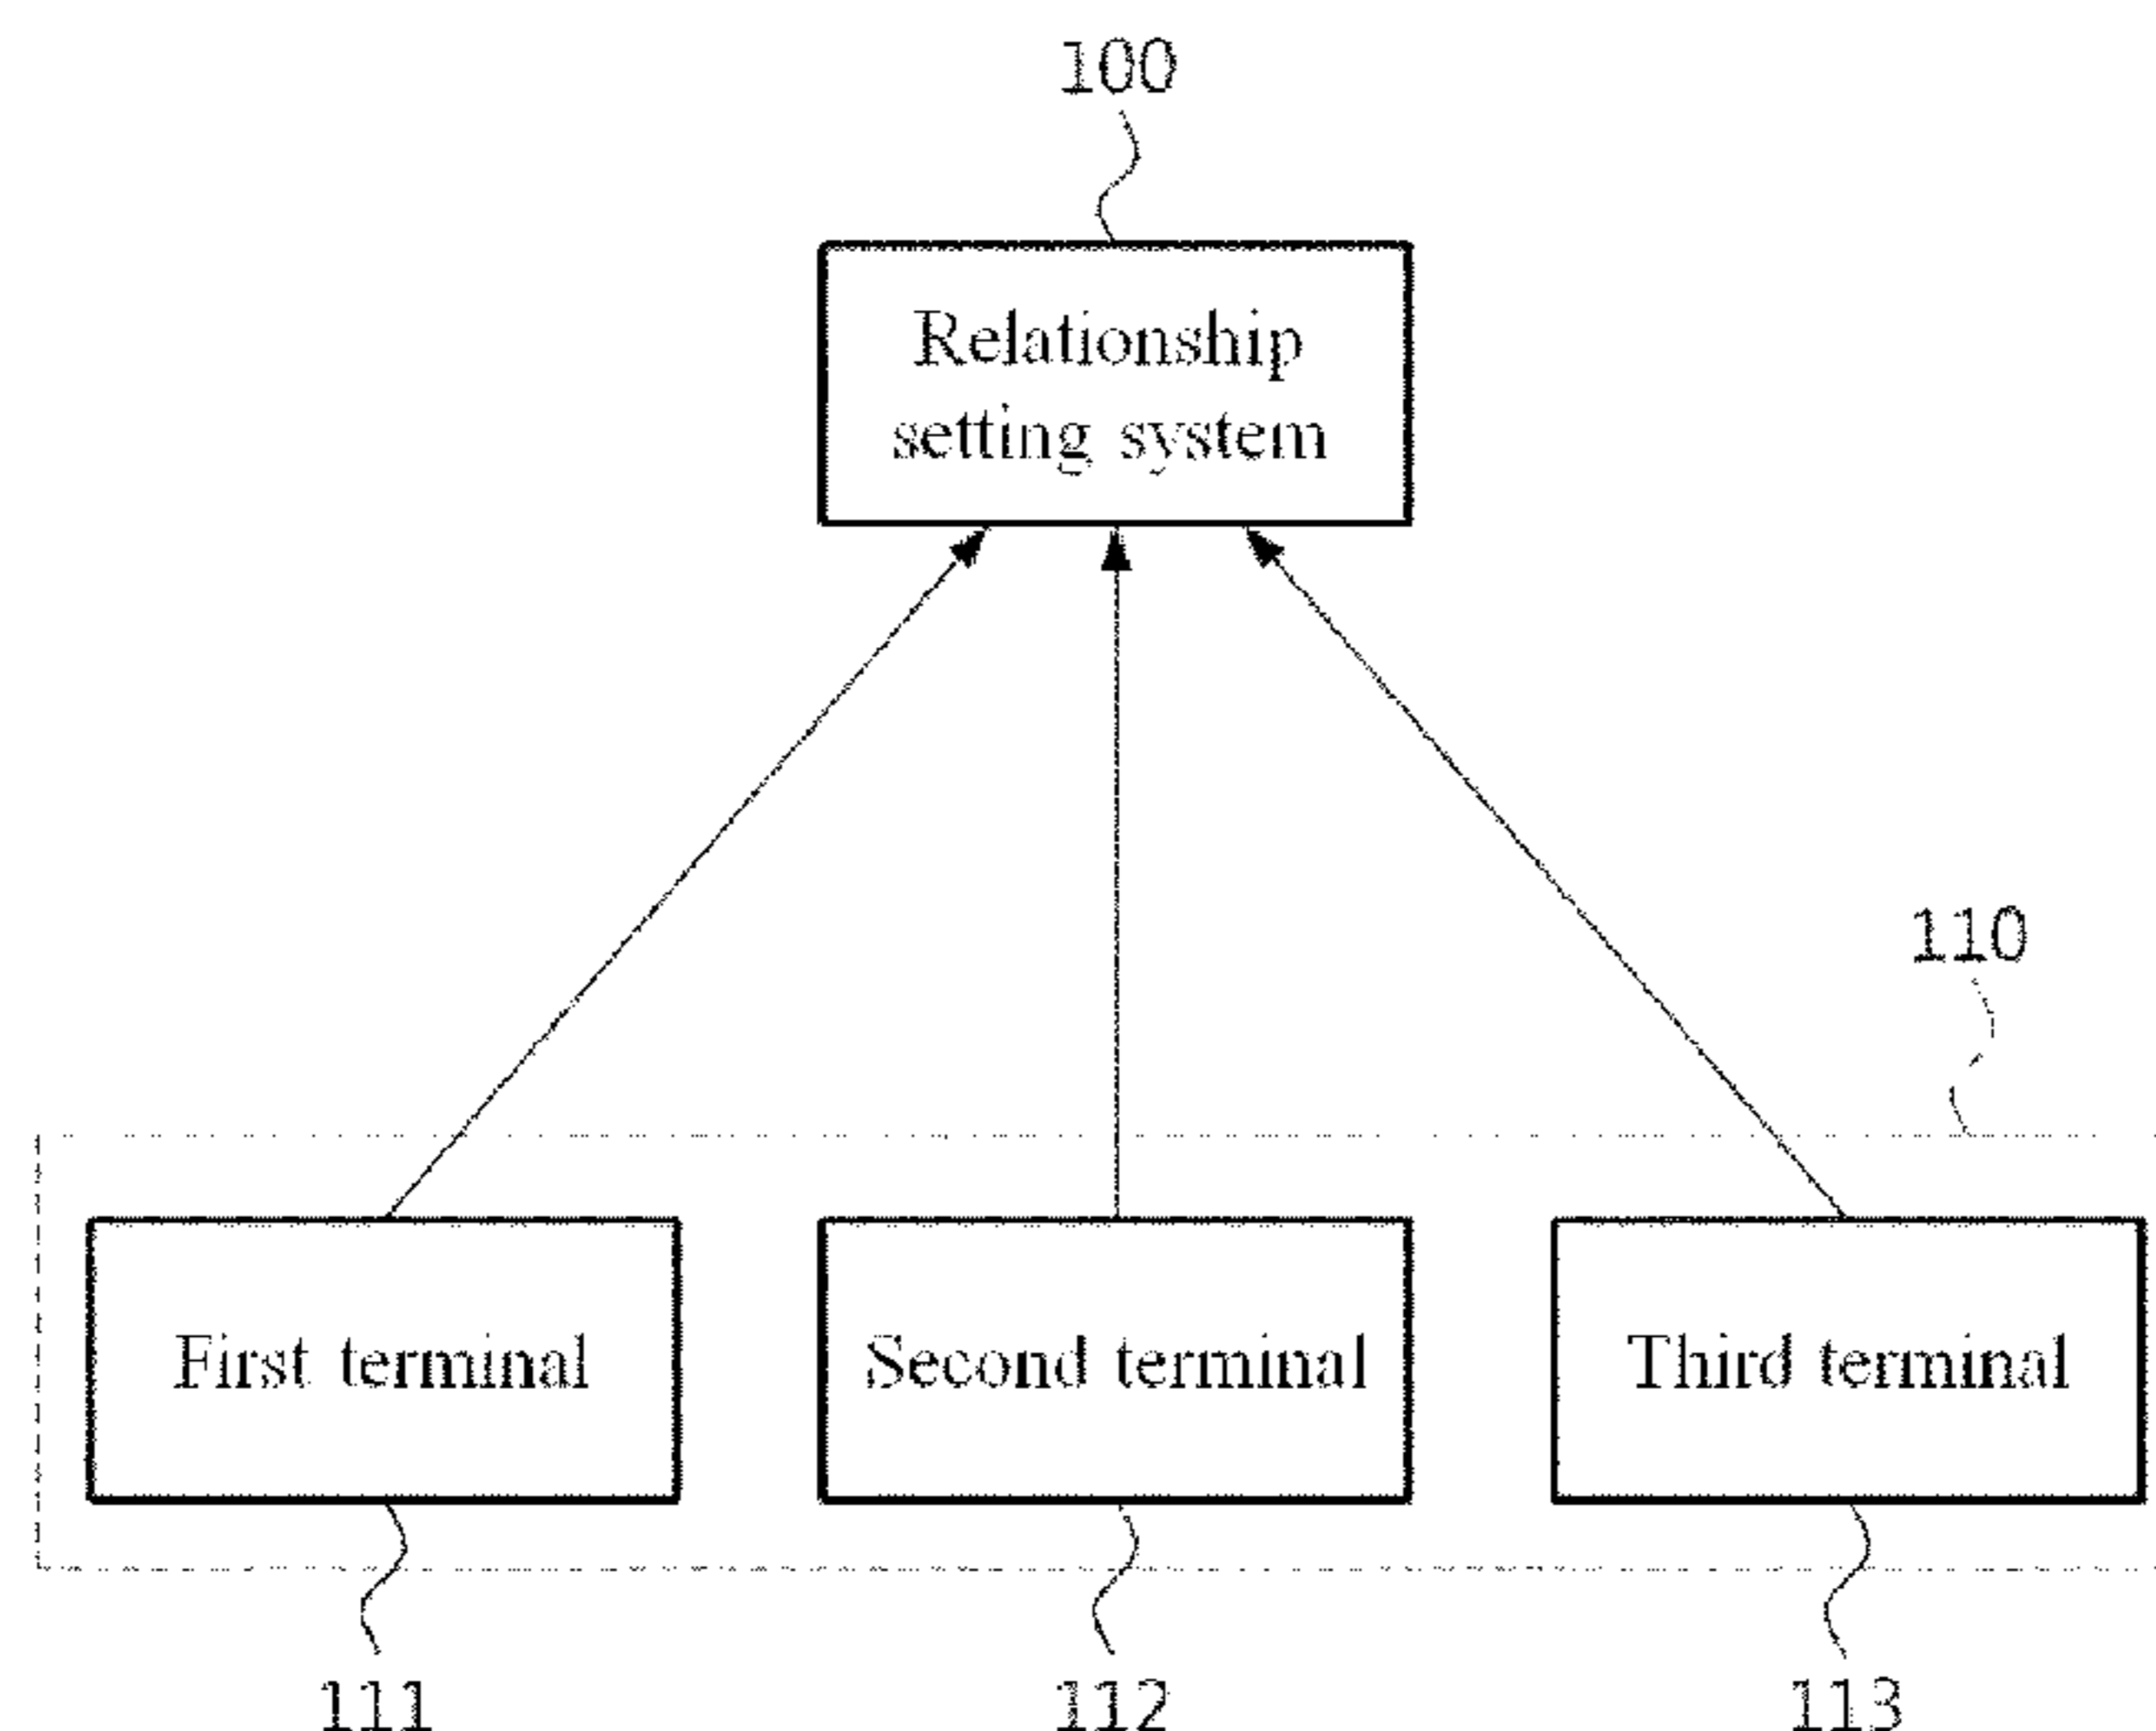 100
Relationship
setting system
110
First terminal
Second terminal
Third terminal
111
112
113